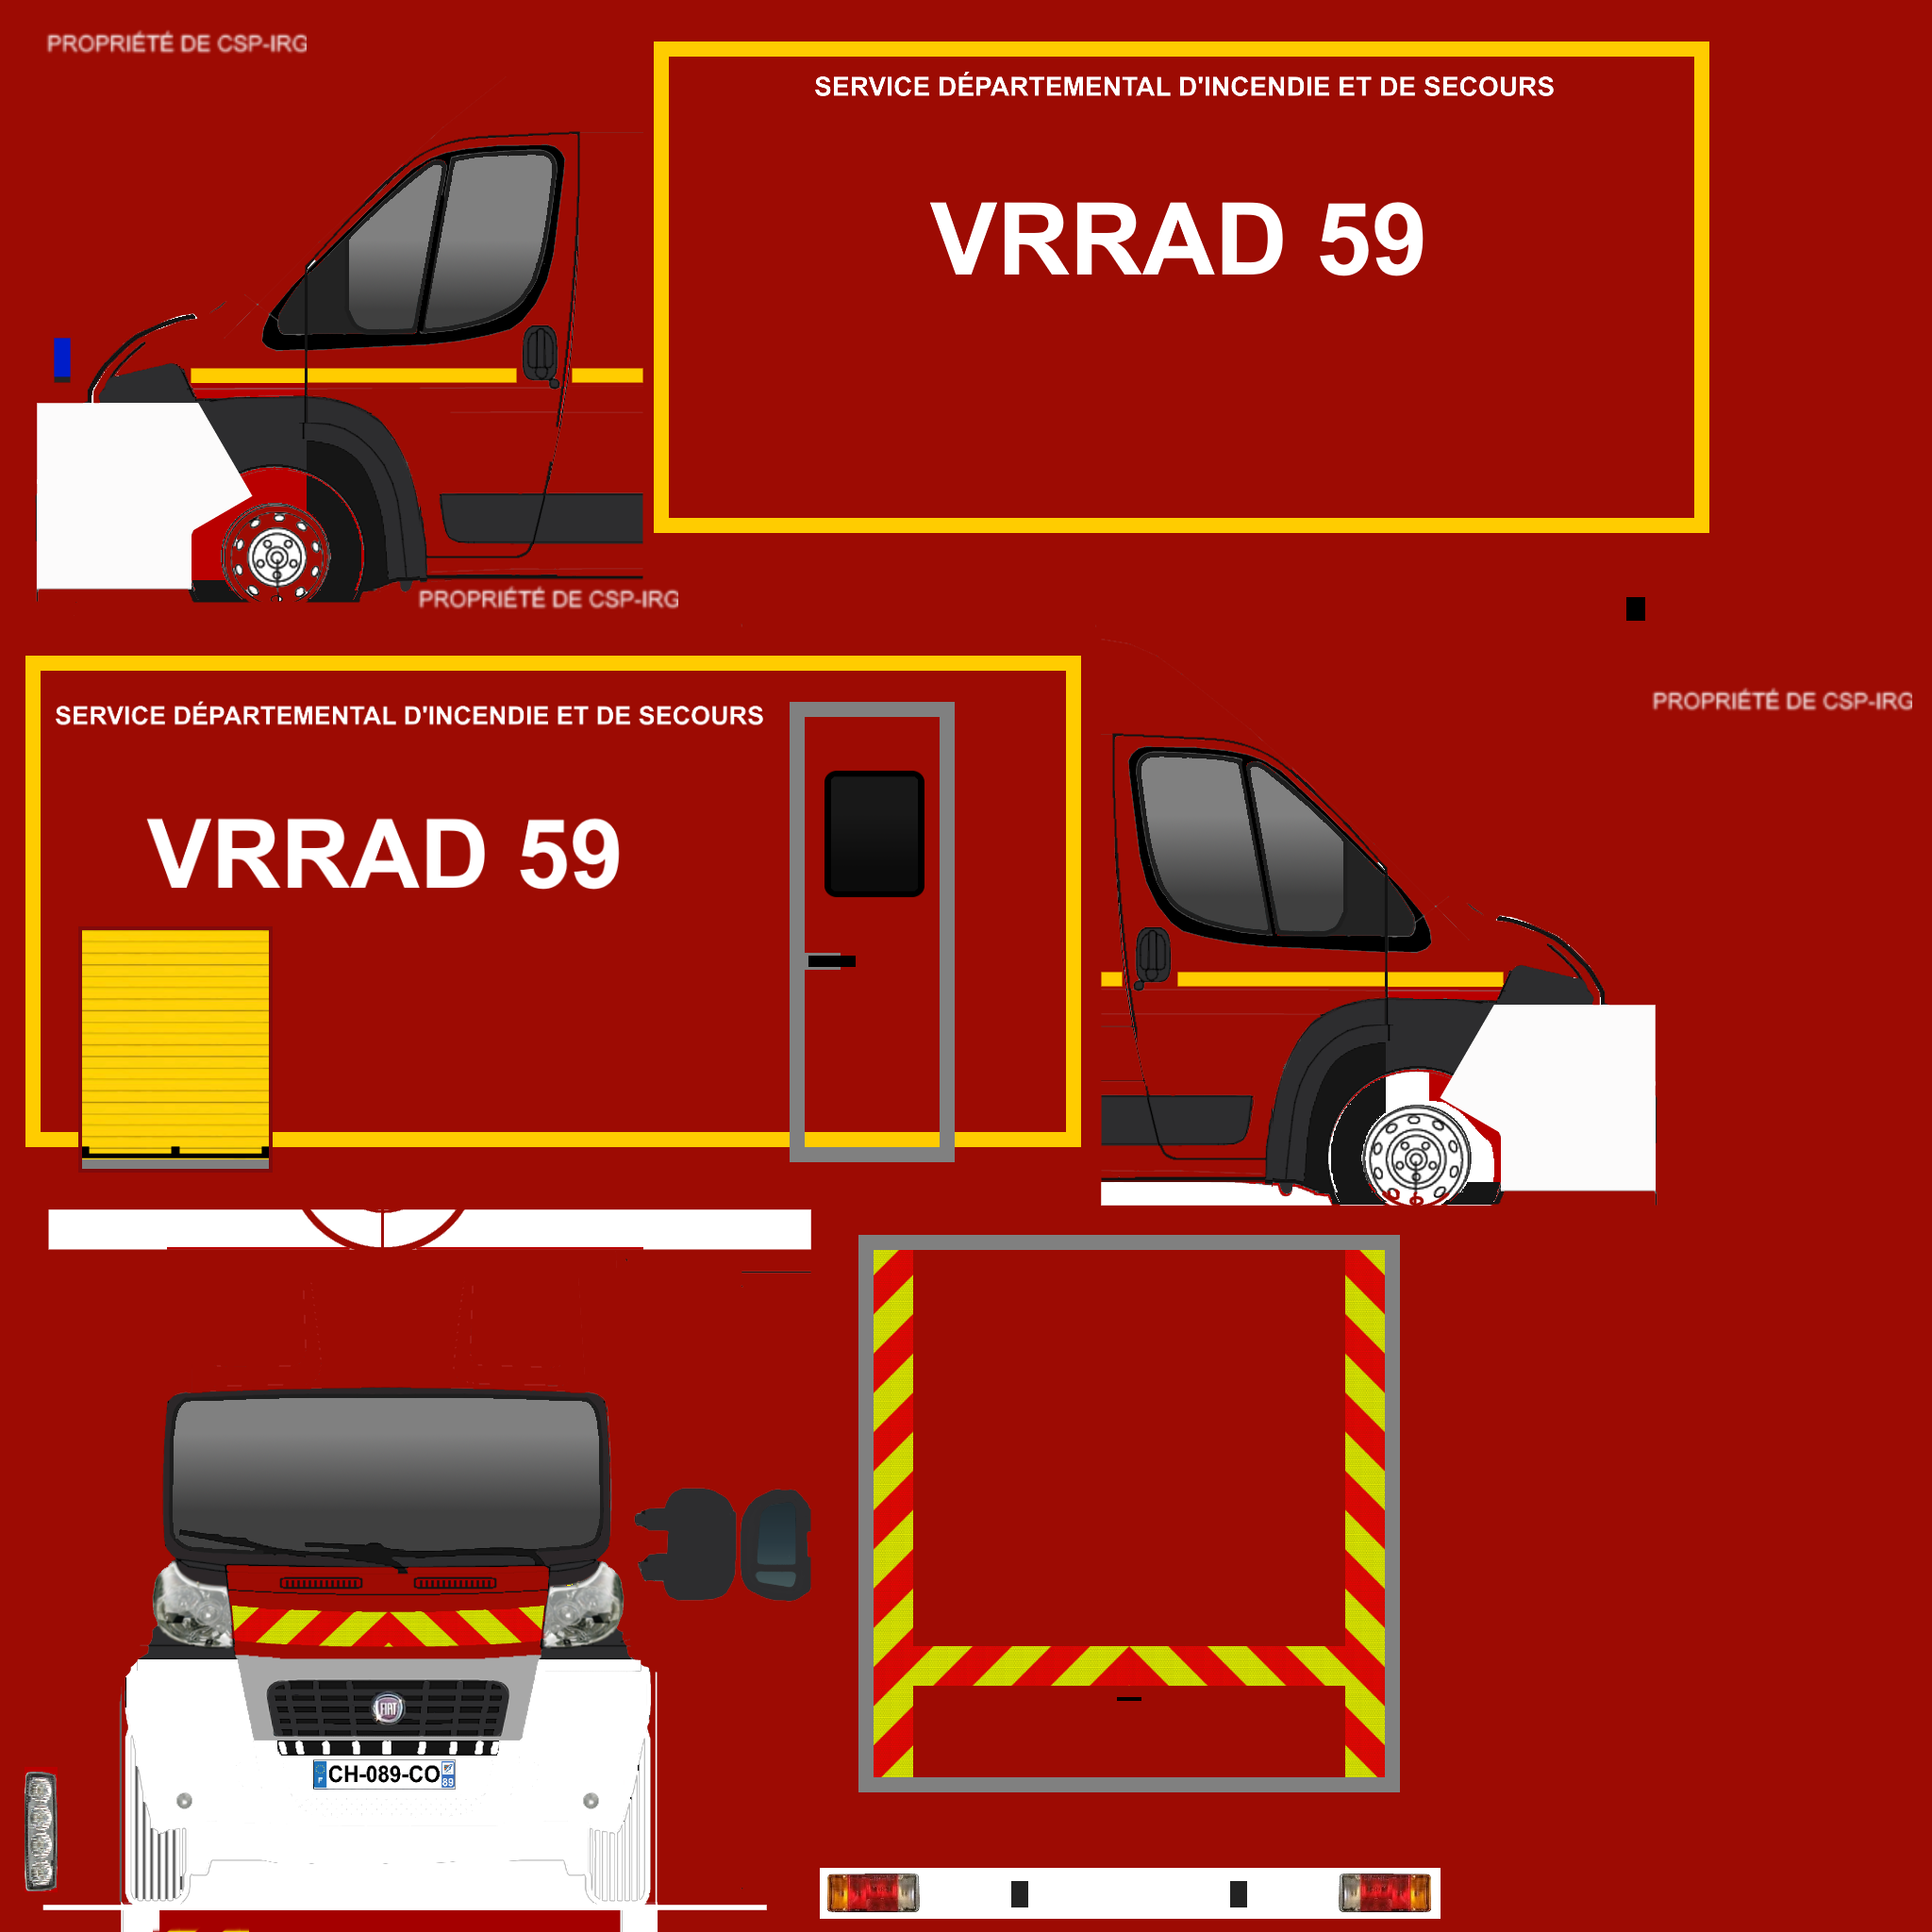 PROPRIÉTÉ DE CSP-IRG
SERVICE DÉPARTEMENTAL D'INCENDIE ET DE SECOURS
VRRAD 59
PROPRIÉTÉ DE CSP-IRG
PROPRIÉTÉ DE CSP-IRG
SERVICE DÉPARTEMENTAL D'INCENDIE ET DE SECOURS
VRRAD 59
FIAT
F CH-089-CO 89